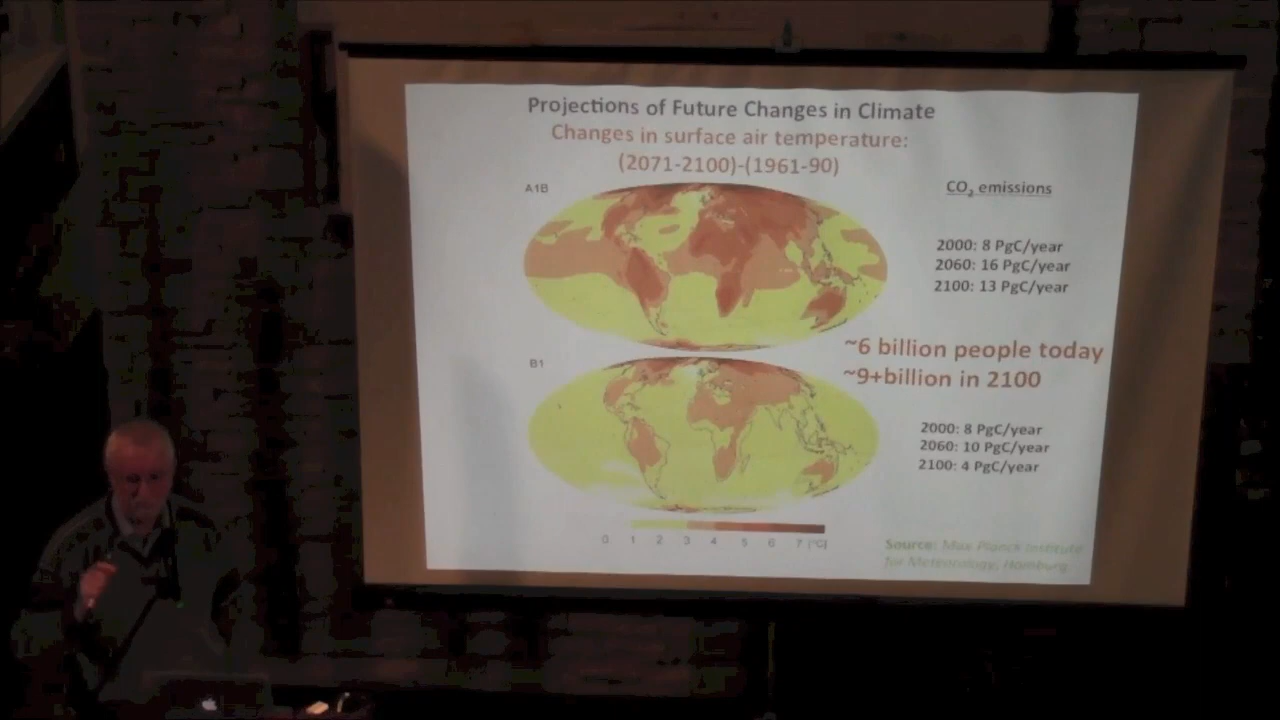 Projections of Future Changes in Climate
Changes in surface air temperature:
(2071-2100)-(1961-90)
A1B
CO₂ emissions
2000: 8 PgC/year
2060: 16 PgC/year
2100: 13 PgC/year
~6 billion people today
~9+billion in 2100
B1
2000: 8 PgC/year
2060: 10 PgC/year
2100: 4 PgC/year
0 1 2 3 4 5 6 7 [°C]
Source: Max Planck Institute
for Meteorology, Hamburg